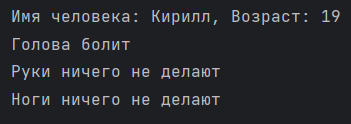 Имя человека: Кирилл, Возраст: 19
Голова болит
Руки ничего не делают
Ноги ничего не делают